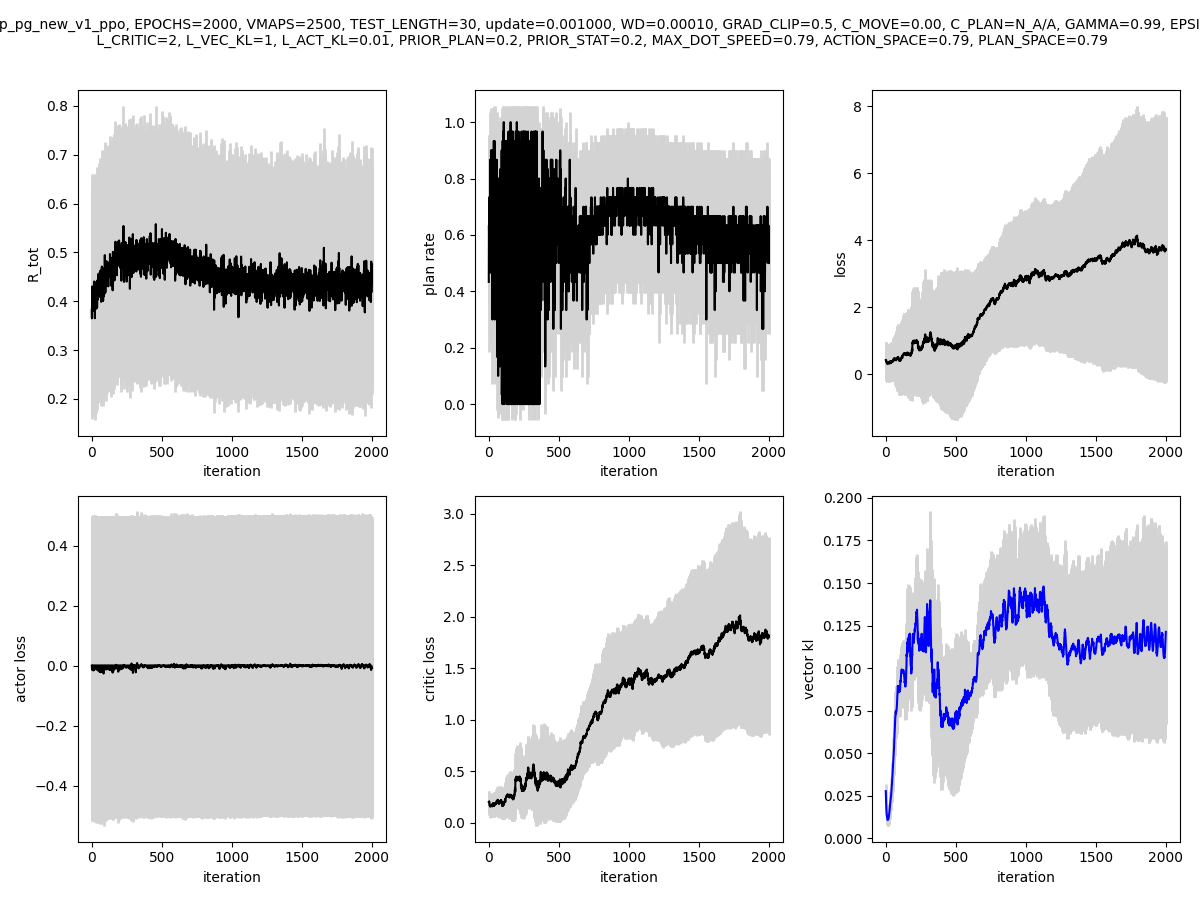 p_pg_new_v1_ppo, EPOCHS=2000, VMAPS=2500, TEST_LENGTH=30, update=0.001000, WD=0.00010, GRAD_CLIP=0.5, C_MOVE=0.00, C_PLAN=N_A/A, GAMMA=0.99, EPSI
L_CRITIC=2, L_VEC_KL=1, L_ACT_KL=0.01, PRIOR_PLAN=0.2, PRIOR_STAT=0.2, MAX_DOT_SPEED=0.79, ACTION_SPACE=0.79, PLAN_SPACE=0.79
R_tot
0.8
0.7
0.6
0.5
0.4
0.3
0.2
0 500 1000 1500 2000
iteration
plan rate
1.0
0.8
0.6
0.4
0.2
0.0
0 500 1000 1500 2000
iteration
loss
8
6
4
2
0
0 500 1000 1500 2000
iteration
actor loss
0.4
0.2
0.0
−0.2
−0.4
0 500 1000 1500 2000
iteration
critic loss
3.0
2.5
2.0
1.5
1.0
0.5
0.0
0 500 1000 1500 2000
iteration
vector kl
0.200
0.175
0.150
0.125
0.100
0.075
0.050
0.025
0.000
0 500 1000 1500 2000
iteration